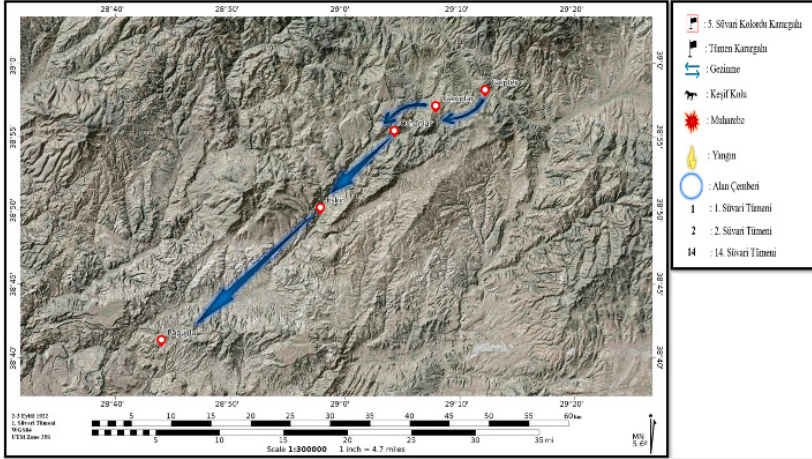 28°40' 28°50' 29°0' 29°10' 29°20'
39°0' 39°0'
38°55' 38°55'
38°50' 38°50'
38°45' 38°45'
38°40' 38°40'
28°40' 28°50' 29°0' 29°10' 29°20'
2-3 Eylül 1922
1. Süvari Tümeni
WGS84
UTM Zone 35S
5 10 15 20 25 30 35 40 45 50 55 60 km
5 10 15 20 25 30 35 mi
Scale 1:300000 1 inch = 4.7 miles
MN
5.6°
: 5. Süvari Kolordu Karargahı
: Tümen Karargahı
: Gezinme
: Keşif Kolu
: Muharebe
: Yangın
: Alan Çemberi
1 : 1. Süvari Tümeni
2 : 2. Süvari Tümeni
14 : 14. Süvari Tümeni